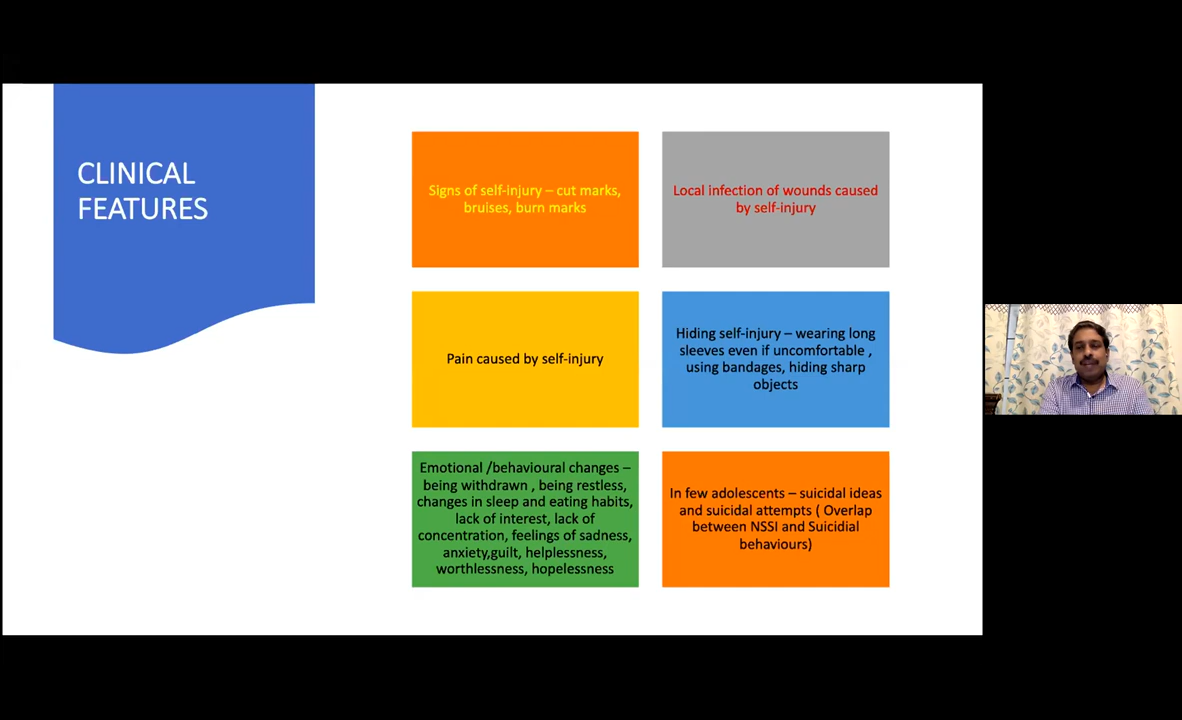 CLINICAL
FEATURES
Signs of self-injury – cut marks,
bruises, burn marks
Local infection of wounds caused
by self-injury
Pain caused by self-injury
Hiding self-injury – wearing long
sleeves even if uncomfortable ,
using bandages, hiding sharp
objects
Emotional /behavioural changes –
being withdrawn , being restless,
changes in sleep and eating habits,
lack of interest, lack of
concentration, feelings of sadness,
anxiety,guilt, helplessness,
worthlessness, hopelessness
In few adolescents – suicidal ideas
and suicidal attempts ( Overlap
between NSSI and Suicidial
behaviours)